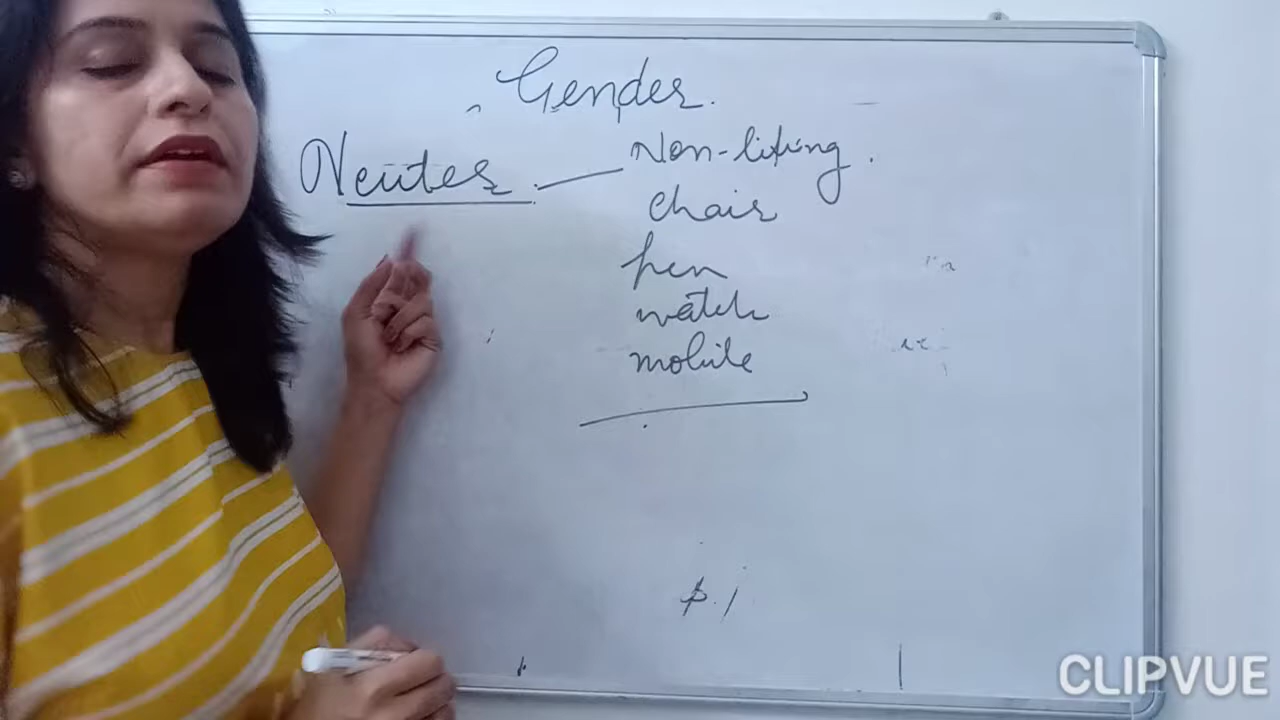 Gender.
Neuter — Non-living.
chair
pen
watch
mobile
CLIPVUE